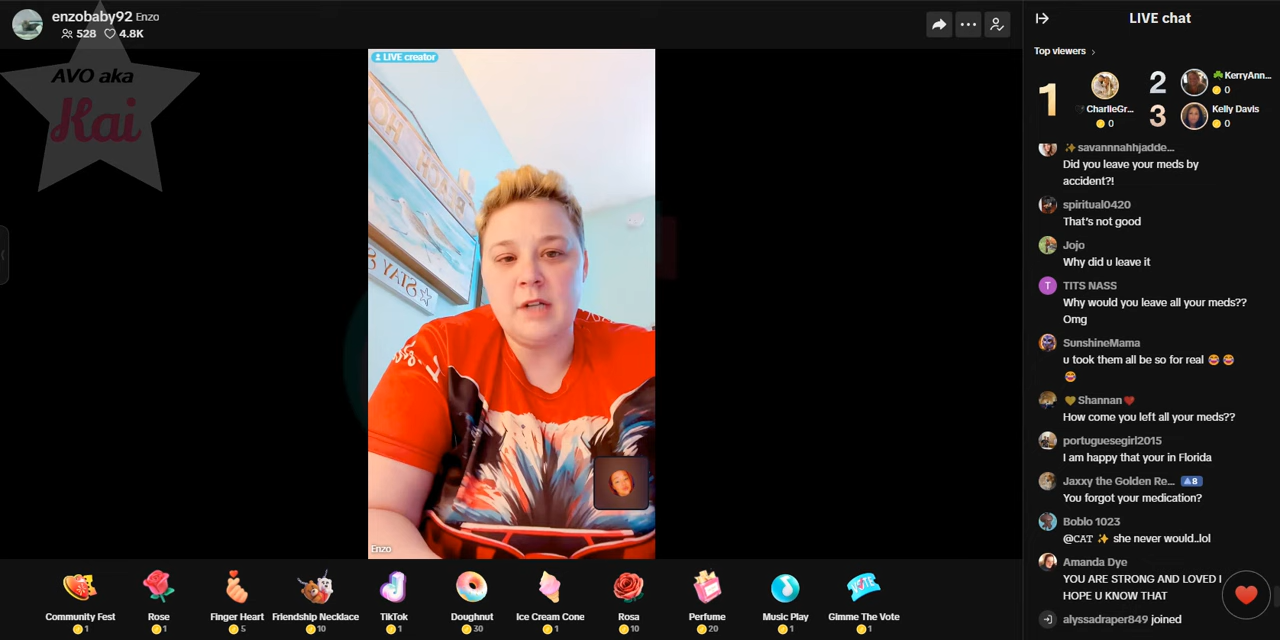 enzobaby92 Enzo
528 4.8K
AVO aka
Kai
LIVE creator
BEACH HOUSE
STAY S
Enzo
Community Fest
1
Rose
1
Finger Heart
5
Friendship Necklace
10
TikTok
1
Doughnut
30
Ice Cream Cone
1
Rosa
10
Perfume
20
Music Play
1
Gimme The Vote
1
LIVE chat
Top viewers
1
CharlieGr...
0
2
KerryAnn...
0
3
Kelly Davis
0
savannnahhjadde...
Did you leave your meds by
accident?!
spiritual0420
That's not good
Jojo
Why did u leave it
T
TITS NASS
Why would you leave all your meds??
Omg
SunshineMama
u took them all be so for real 😂 😂
😂
💛Shannan❤️
How come you left all your meds??
portuguesegirl2015
I am happy that your in Florida
Jaxxy the Golden Re... 8
You forgot your medication?
Boblo 1023
@CAT ✨ she never would..lol
Amanda Dye
YOU ARE STRONG AND LOVED I
HOPE U KNOW THAT
alyssadraper849 joined